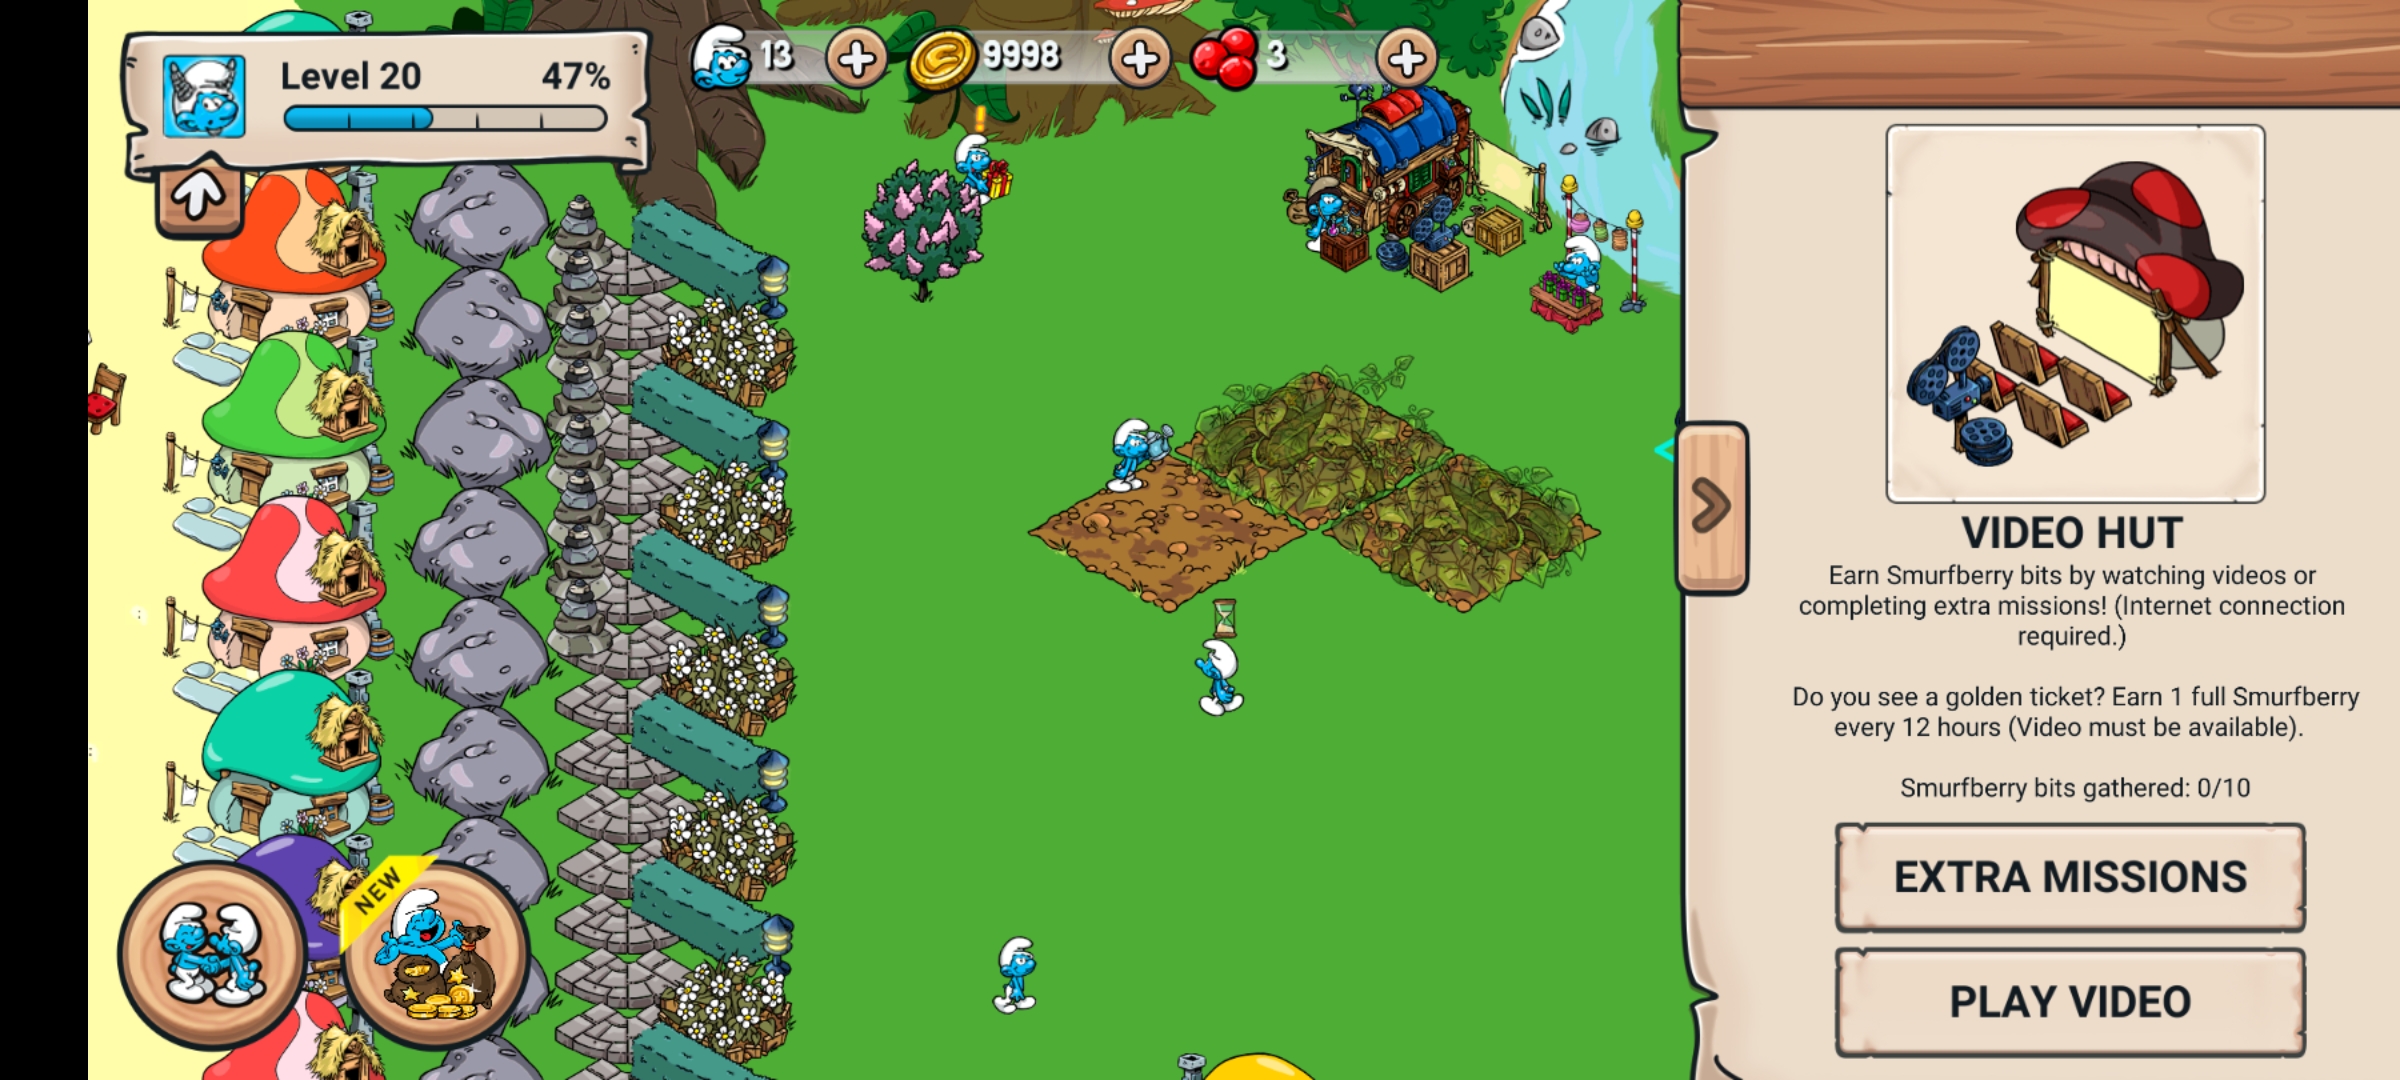 Level 20
47%
13
9998
3
NEW
VIDEO HUT
Earn Smurfberry bits by watching videos or
completing extra missions! (Internet connection
required.)
Do you see a golden ticket? Earn 1 full Smurfberry
every 12 hours (Video must be available).
Smurfberry bits gathered: 0/10
EXTRA MISSIONS
PLAY VIDEO